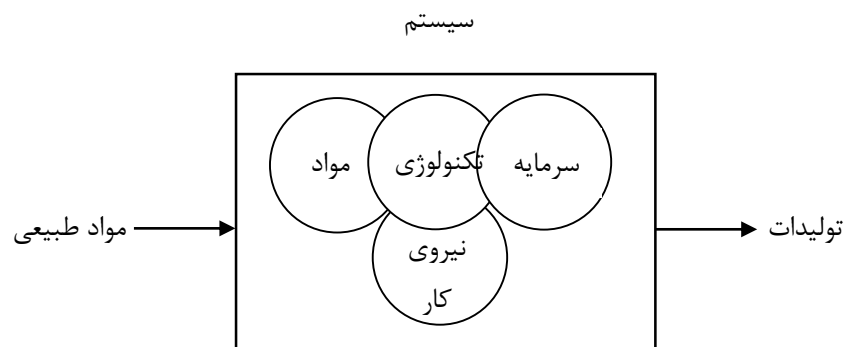 سیستم
سرمایه
تکنولوژی
مواد
تولیدات
مواد طبیعی
نیروی
کار